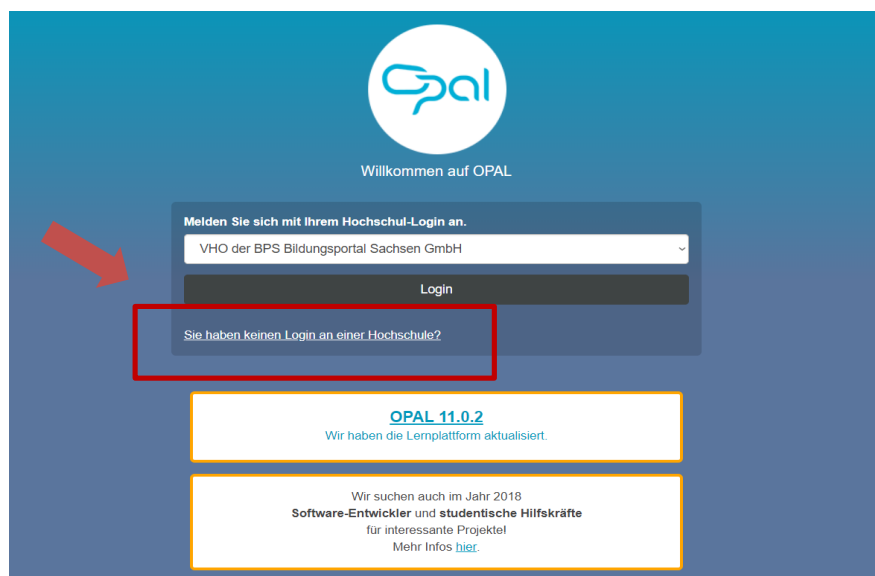 Opal
Willkommen auf OPAL
Melden Sie sich mit Ihrem Hochschul-Login an.
VHO der BPS Bildungsportal Sachsen GmbH
Login
Sie haben keinen Login an einer Hochschule?
OPAL 11.0.2
Wir haben die Lernplattform aktualisiert.
Wir suchen auch im Jahr 2018
Software-Entwickler und studentische Hilfskräfte
für interessante Projekte!
Mehr Infos hier.